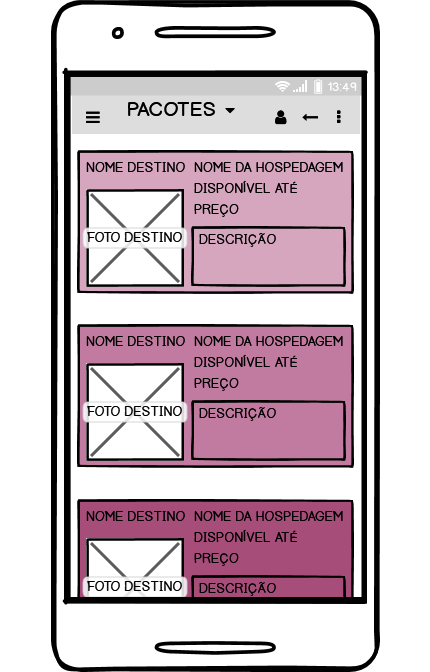 13:49
PACOTES
NOME DESTINO NOME DA HOSPEDAGEM
DISPONÍVEL ATÉ
PREÇO
FOTO DESTINO DESCRIÇÃO
NOME DESTINO NOME DA HOSPEDAGEM
DISPONÍVEL ATÉ
PREÇO
FOTO DESTINO DESCRIÇÃO
NOME DESTINO NOME DA HOSPEDAGEM
DISPONÍVEL ATÉ
PREÇO
FOTO DESTINO DESCRIÇÃO